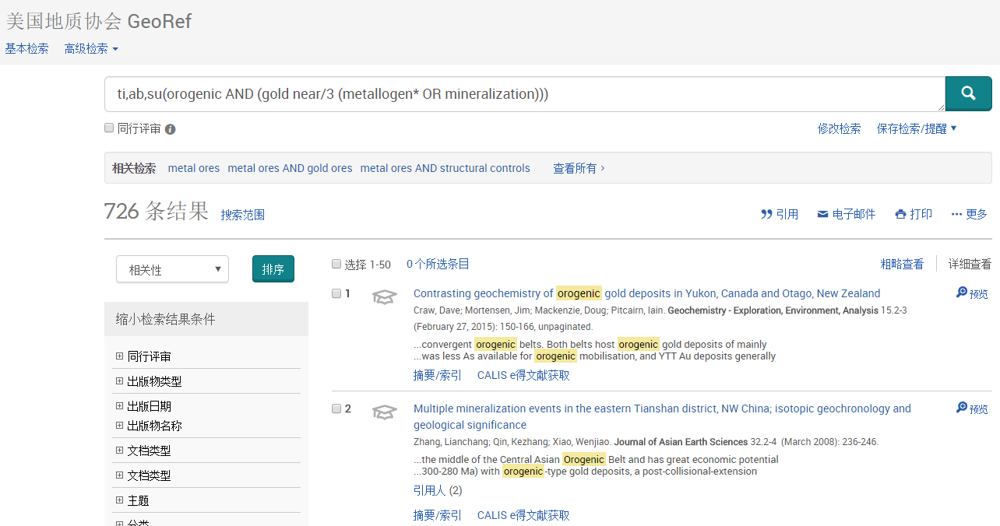 美国地质协会 GeoRef
基本检索 高级检索
ti,ab,su(orogenic AND (gold near/3 (metallogen* OR mineralization)))
同行评审 修改检索 保存检索/提醒
相关检索 metal ores metal ores AND gold ores metal ores AND structural controls 查看所有 ›
726 条结果 搜索范围 引用 电子邮件 打印 更多
相关性 排序
选择 1-50 0 个所选条目 粗略查看 详细查看
缩小检索结果条件
同行评审
出版物类型
出版日期
出版物名称
文档类型
文档类型
主题
分类
1 Contrasting geochemistry of orogenic gold deposits in Yukon, Canada and Otago, New Zealand 预览
Craw, Dave; Mortensen, Jim; Mackenzie, Doug; Pitcairn, Iain. Geochemistry - Exploration, Environment, Analysis 15.2-3
(February 27, 2015): 150-166, unpaginated.
...convergent orogenic belts. Both belts host orogenic gold deposits of mainly
...was less As available for orogenic mobilisation, and YTT Au deposits generally
摘要/索引 CALIS e得文献获取
2 Multiple mineralization events in the eastern Tianshan district, NW China; isotopic geochronology and 预览
geological significance
Zhang, Lianchang; Qin, Kezhang; Xiao, Wenjiao. Journal of Asian Earth Sciences 32.2-4 (March 2008): 236-246.
...the middle of the Central Asian Orogenic Belt and has great economic potential
...300-280 Ma) with orogenic-type gold deposits, a post-collisional-extension
引用人 (2)
摘要/索引 CALIS e得文献获取